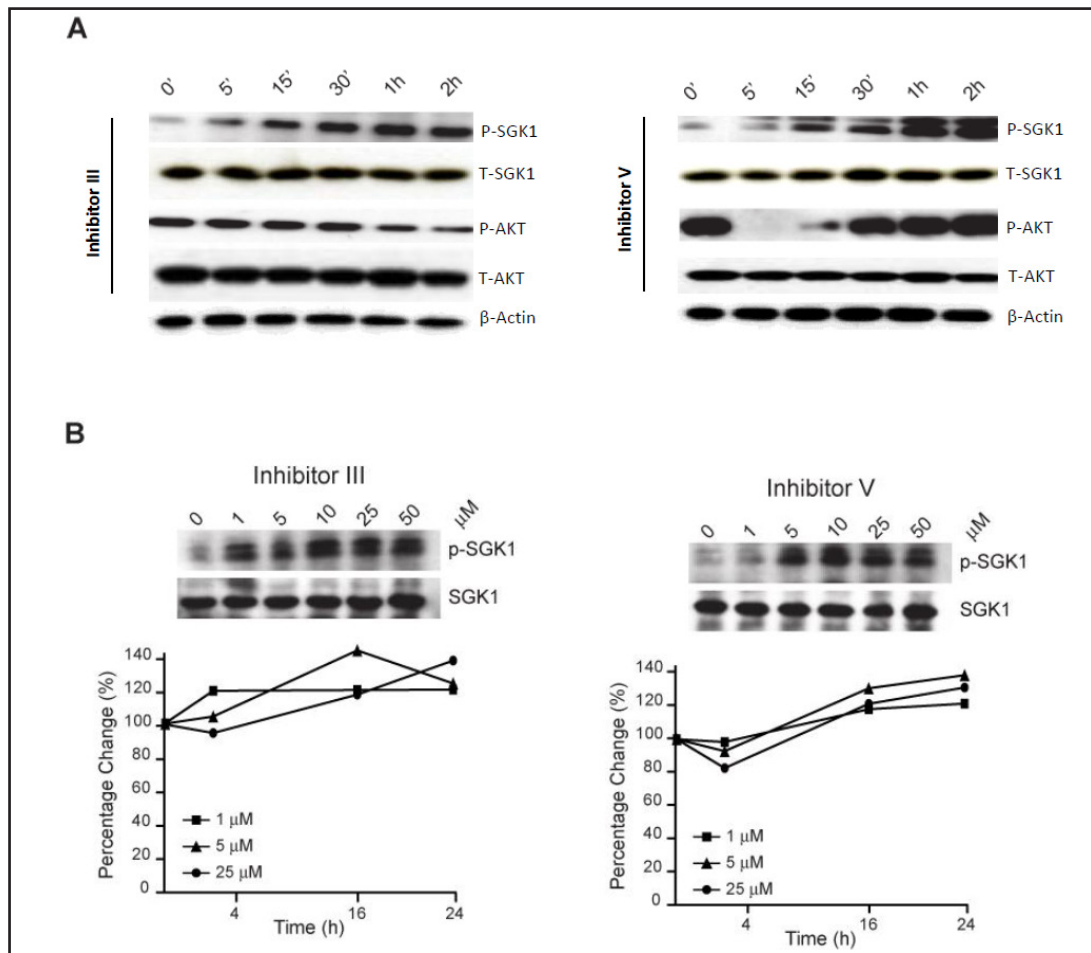 A
0' 5' 15' 30' 1h 2h
Inhibitor III
P-SGK1
T-SGK1
P-AKT
T-AKT
β-Actin
0' 5' 15' 30' 1h 2h
Inhibitor V
P-SGK1
T-SGK1
P-AKT
T-AKT
β-Actin
B
Inhibitor III
0 1 5 10 25 50 μM
p-SGK1
SGK1
Percentage Change (%)
140
120
100
80
60
40
20
0
1 μM
5 μM
25 μM
4 16 24
Time (h)
Inhibitor V
0 1 5 10 25 50 μM
p-SGK1
SGK1
Percentage Change (%)
140
120
100
80
60
40
20
0
1 μM
5 μM
25 μM
4 16 24
Time (h)